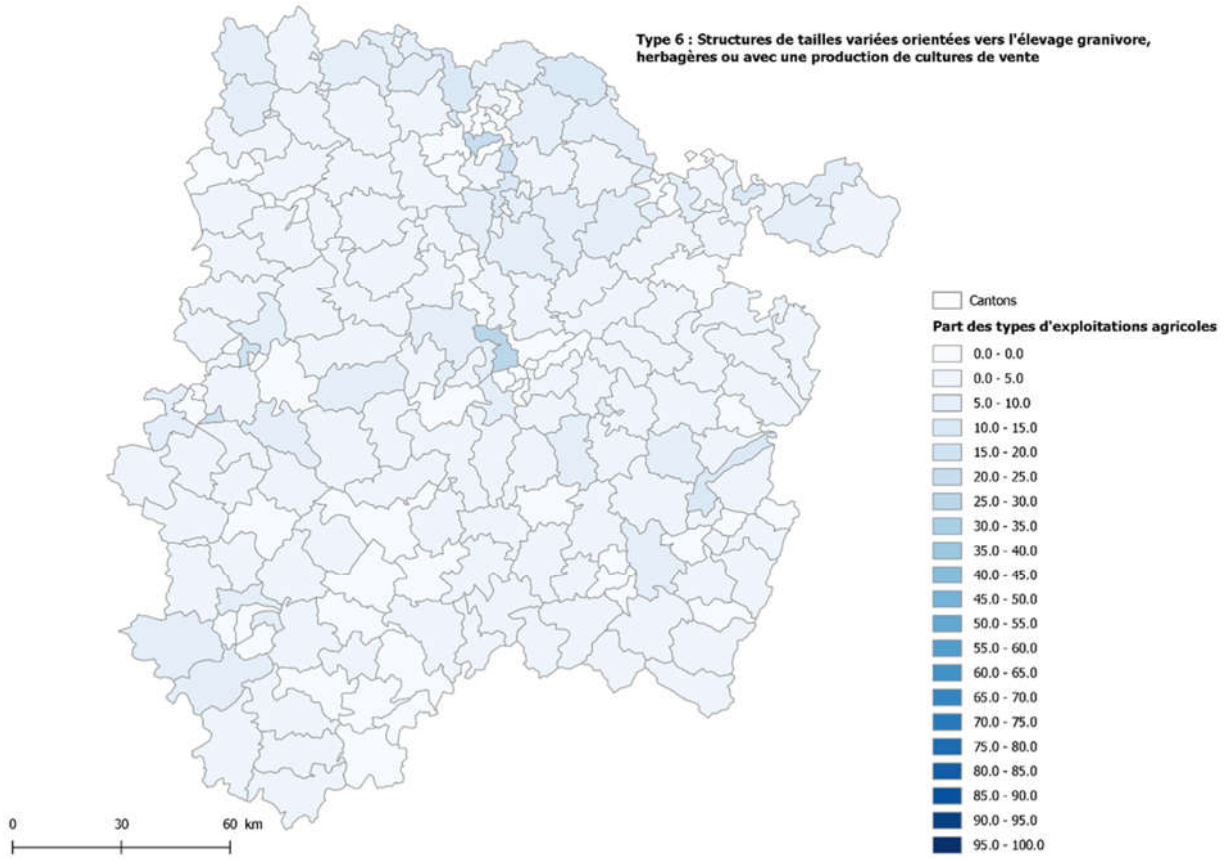 Type 6 : Structures de tailles variées orientées vers l'élevage granivore,
herbagères ou avec une production de cultures de vente
Cantons
Part des types d'exploitations agricoles
0.0 - 0.0
0.0 - 5.0
5.0 - 10.0
10.0 - 15.0
15.0 - 20.0
20.0 - 25.0
25.0 - 30.0
30.0 - 35.0
35.0 - 40.0
40.0 - 45.0
45.0 - 50.0
50.0 - 55.0
55.0 - 60.0
60.0 - 65.0
65.0 - 70.0
70.0 - 75.0
75.0 - 80.0
80.0 - 85.0
85.0 - 90.0
90.0 - 95.0
95.0 - 100.0
0 30 60 km